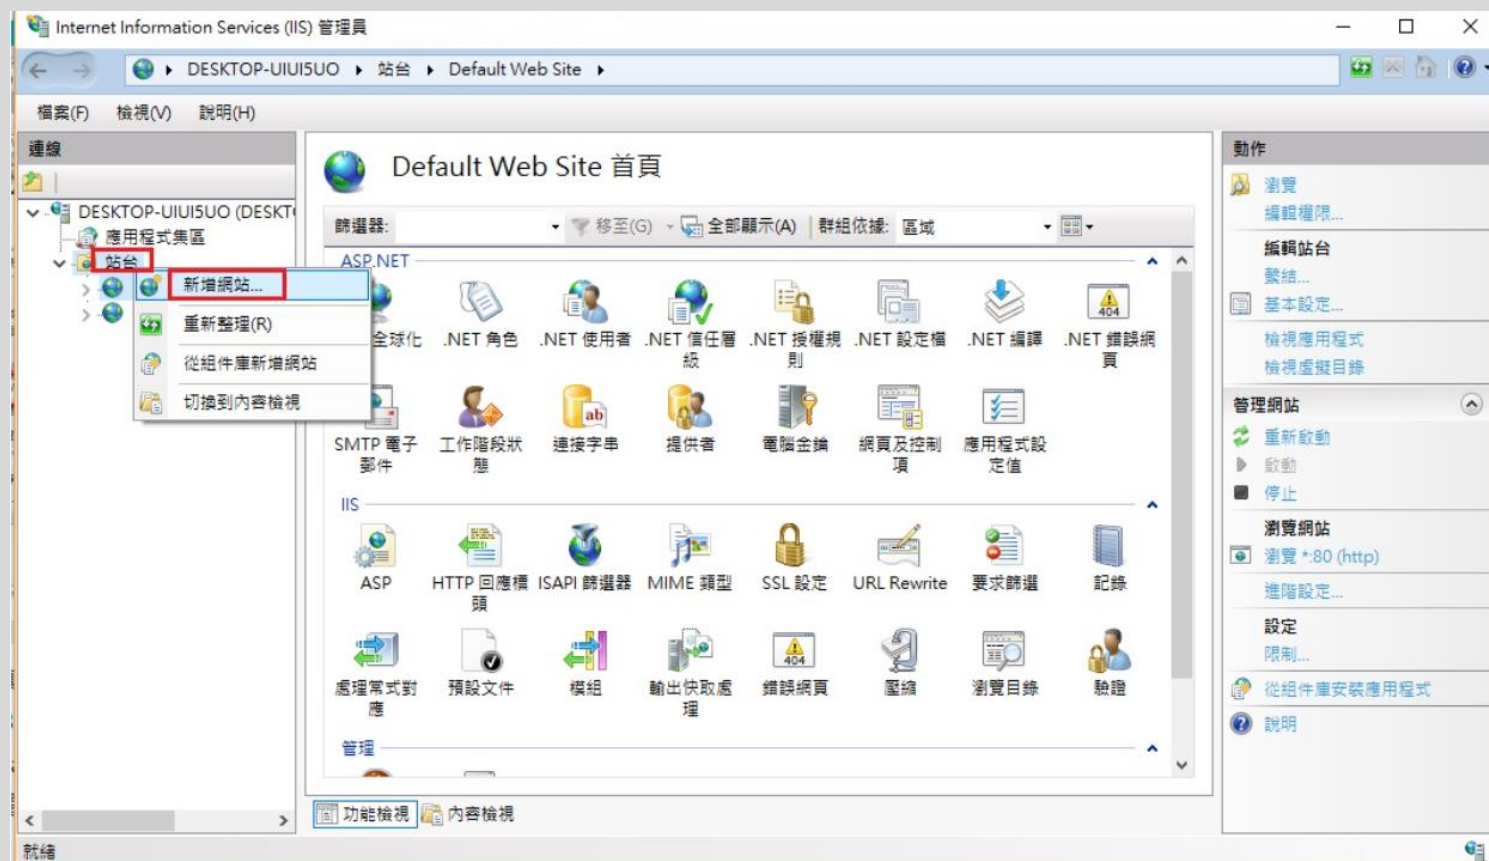 Internet Information Services (IIS) 管理員
DESKTOP-UIUI5UO ▸ 站台 ▸ Default Web Site ▸
檔案(F) 檢視(V) 說明(H)
連線
DESKTOP-UIUI5UO (DESKT
應用程式集區
站台
新增網站...
重新整理(R)
從組件庫新增網站
切換到內容檢視
Default Web Site 首頁
篩選器:
移至(G)
全部顯示(A)
群組依據:
區域
ASP.NET
全球化
.NET 角色
.NET 使用者
.NET 信任層
級
.NET 授權規
則
.NET 設定檔
.NET 編譯
.NET 錯誤網
頁
SMTP 電子
郵件
工作階段狀
態
連接字串
提供者
電腦金鑰
網頁及控制
項
應用程式設
定值
IIS
ASP
HTTP 回應標
頭
ISAPI 篩選器
MIME 類型
SSL 設定
URL Rewrite
要求篩選
記錄
處理常式對
應
預設文件
模組
輸出快取處
理
錯誤網頁
壓縮
瀏覽目錄
驗證
管理
功能檢視
內容檢視
動作
瀏覽
編輯權限...
編輯站台
繫結...
基本設定...
檢視應用程式
檢視虛擬目錄
管理網站
重新啟動
啟動
停止
瀏覽網站
瀏覽 *:80 (http)
進階設定...
設定
限制...
從組件庫安裝應用程式
說明
就緒